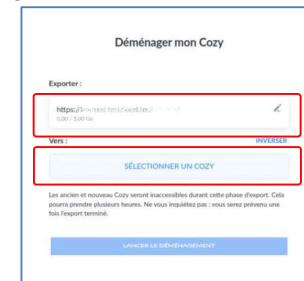 Déménager mon Cozy
Exporter :
https://
0,00 / 5,00 Go
Vers :
INVERSER
SÉLECTIONNER UN COZY
Les ancien et nouveau Cozy seront inaccessibles durant cette phase d'export. Cela
pourra prendre plusieurs heures. Ne vous inquiétez pas : vous serez prévenu une
fois l'export terminé.
LANCER LE DÉMÉNAGEMENT